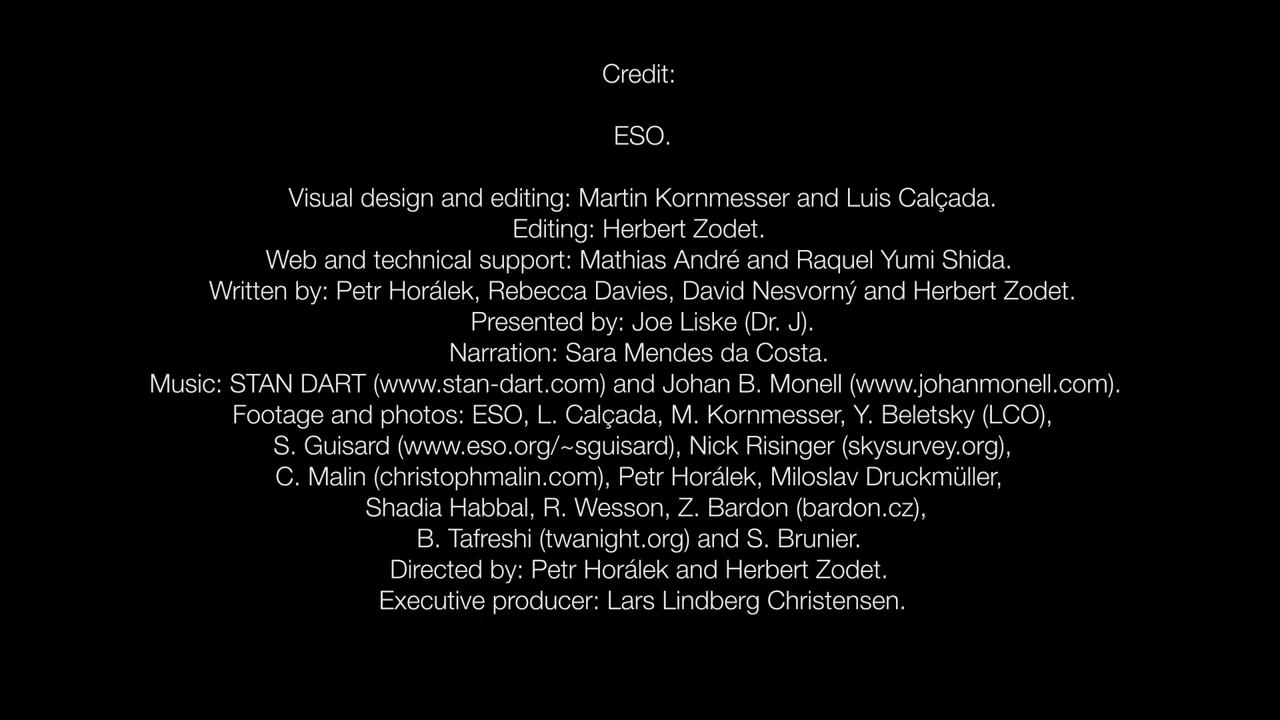 Credit:
ESO.
Visual design and editing: Martin Kornmesser and Luis Calçada.
Editing: Herbert Zodet.
Web and technical support: Mathias André and Raquel Yumi Shida.
Written by: Petr Horálek, Rebecca Davies, David Nesvorný and Herbert Zodet.
Presented by: Joe Liske (Dr. J).
Narration: Sara Mendes da Costa.
Music: STAN DART (www.stan-dart.com) and Johan B. Monell (www.johanmonell.com).
Footage and photos: ESO, L. Calçada, M. Kornmesser, Y. Beletsky (LCO),
S. Guisard (www.eso.org/~sguisard), Nick Risinger (skysurvey.org),
C. Malin (christophmalin.com), Petr Horálek, Miloslav Druckmüller,
Shadia Habbal, R. Wesson, Z. Bardon (bardon.cz),
B. Tafreshi (twanight.org) and S. Brunier.
Directed by: Petr Horálek and Herbert Zodet.
Executive producer: Lars Lindberg Christensen.